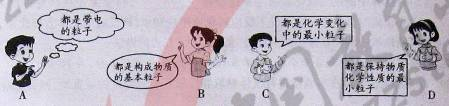 都是带电
的粒子
都是构成物质
的基本粒子
都是化学变化
中的最小粒子
都是保持物质
化学性质的最
小粒子
A
B
C
D